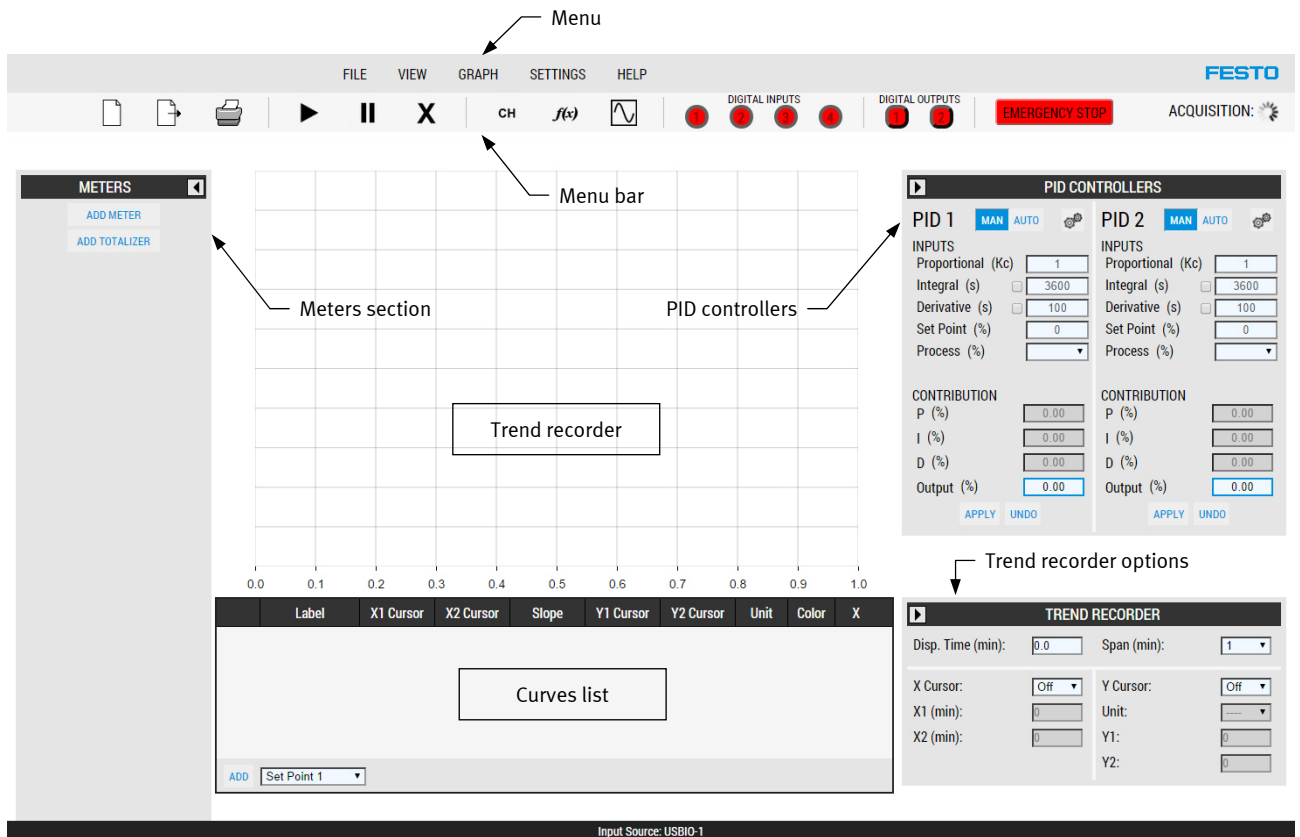 Menu
FILE VIEW GRAPH SETTINGS HELP
FESTO
CH f(x)
DIGITAL INPUTS
1 2 3 4
DIGITAL OUTPUTS
1 2
EMERGENCY STOP
ACQUISITION:
Menu bar
METERS
ADD METER
ADD TOTALIZER
Meters section
PID controllers
Trend recorder
0.0 0.1 0.2 0.3 0.4 0.5 0.6 0.7 0.8 0.9 1.0
PID CONTROLLERS
PID 1 MAN AUTO
INPUTS
Proportional (Kc) 1
Integral (s) 3600
Derivative (s) 100
Set Point (%) 0
Process (%)
CONTRIBUTION
P (%) 0.00
I (%) 0.00
D (%) 0.00
Output (%) 0.00
APPLY UNDO
PID 2 MAN AUTO
INPUTS
Proportional (Kc) 1
Integral (s) 3600
Derivative (s) 100
Set Point (%) 0
Process (%)
CONTRIBUTION
P (%) 0.00
I (%) 0.00
D (%) 0.00
Output (%) 0.00
APPLY UNDO
Trend recorder options
Label X1 Cursor X2 Cursor Slope Y1 Cursor Y2 Cursor Unit Color X
Curves list
ADD Set Point 1
TREND RECORDER
Disp. Time (min): 0.0 Span (min): 1
X Cursor: Off Y Cursor: Off
X1 (min): 0 Unit: ----
X2 (min): 0 Y1: 0
Y2: 0
Input Source: USBIO-1